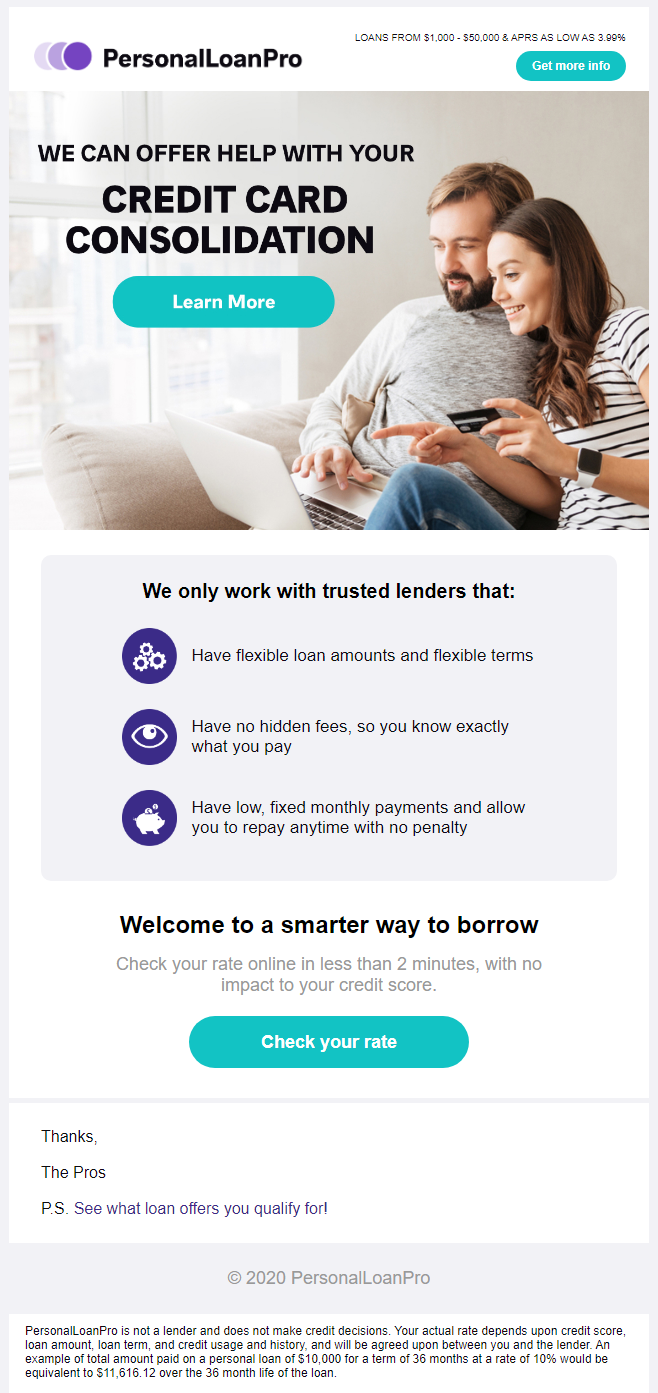 LOANS FROM $1,000 - $50,000 & APRS AS LOW AS 3.99%
PersonalLoanPro
Get more info
WE CAN OFFER HELP WITH YOUR
CREDIT CARD
CONSOLIDATION
Learn More
We only work with trusted lenders that:
Have flexible loan amounts and flexible terms
Have no hidden fees, so you know exactly
what you pay
Have low, fixed monthly payments and allow
you to repay anytime with no penalty
Welcome to a smarter way to borrow
Check your rate online in less than 2 minutes, with no
impact to your credit score.
Check your rate
Thanks,
The Pros
P.S. See what loan offers you qualify for!
© 2020 PersonalLoanPro
PersonalLoanPro is not a lender and does not make credit decisions. Your actual rate depends upon credit score,
loan amount, loan term, and credit usage and history, and will be agreed upon between you and the lender. An
example of total amount paid on a personal loan of $10,000 for a term of 36 months at a rate of 10% would be
equivalent to $11,616.12 over the 36 month life of the loan.